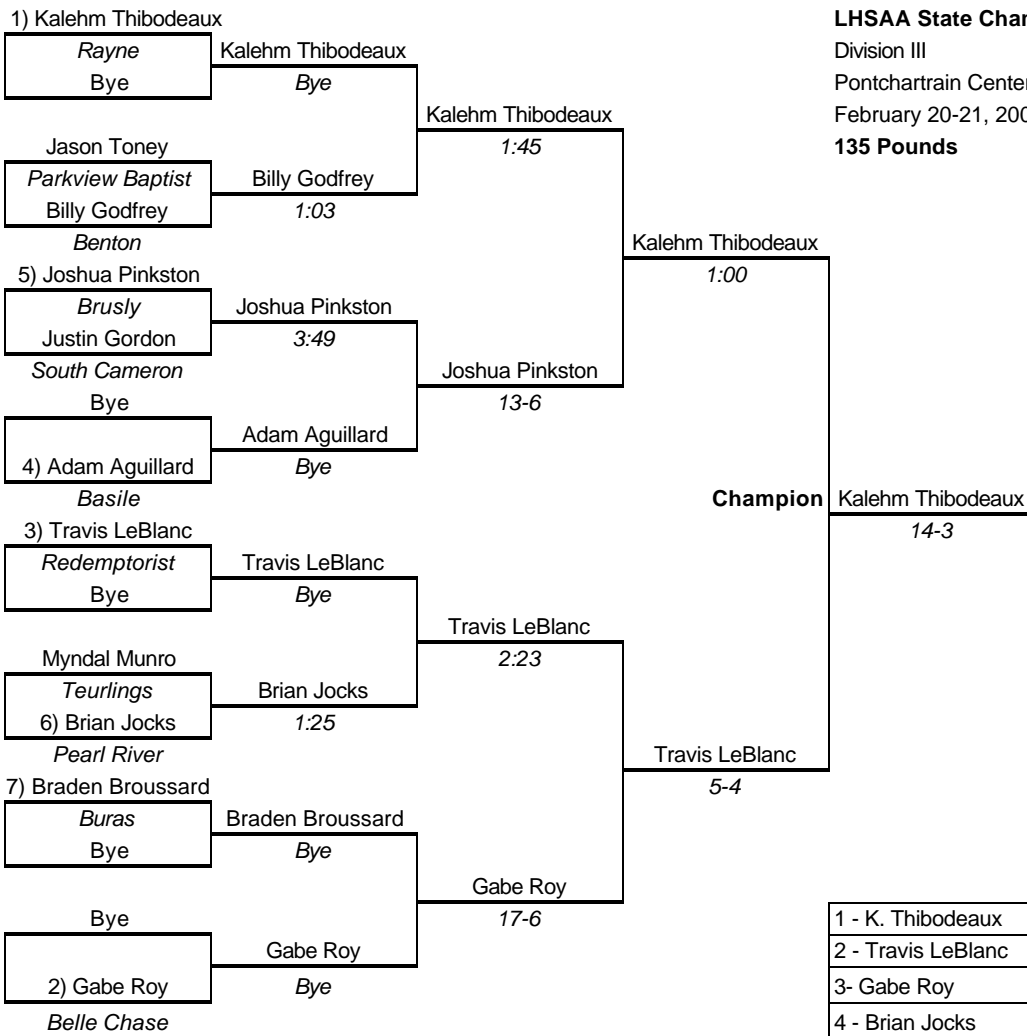 1) Kalehm Thibodeaux
LHSAA State Cham
Rayne
Kalehm Thibodeaux
Division III
Bye
Bye
Pontchartrain Center
Kalehm Thibodeaux
February 20-21, 200
Jason Toney
1:45
135 Pounds
Parkview Baptist
Billy Godfrey
Billy Godfrey
1:03
Benton
Kalehm Thibodeaux
5) Joshua Pinkston
1:00
Brusly
Joshua Pinkston
Justin Gordon
3:49
South Cameron
Joshua Pinkston
Bye
13-6
Adam Aguillard
4) Adam Aguillard
Bye
Basile
Champion
Kalehm Thibodeaux
3) Travis LeBlanc
14-3
Redemptorist
Travis LeBlanc
Bye
Bye
Travis LeBlanc
Myndal Munro
2:23
Teurlings
Brian Jocks
6) Brian Jocks
1:25
Pearl River
Travis LeBlanc
7) Braden Broussard
5-4
Buras
Braden Broussard
Bye
Bye
Gabe Roy
Bye
17-6
1 - K. Thibodeaux
Gabe Roy
2 - Travis LeBlanc
2) Gabe Roy
Bye
3- Gabe Roy
Belle Chase
4 - Brian Jocks